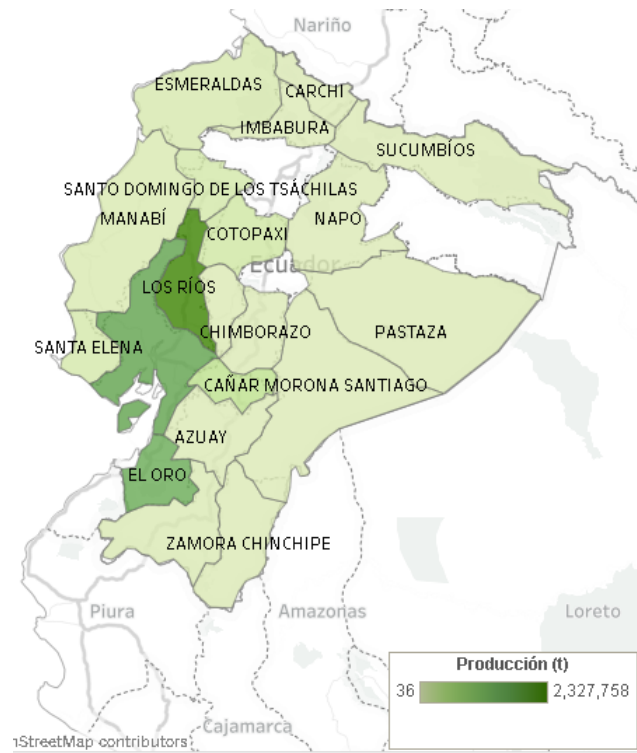 Nariño
ESMERALDAS
CARCHI
IMBABURA
SUCUMBÍOS
SANTO DOMINGO DE LOS TSÁCHILAS
MANABÍ
NAPO
COTOPAXI
Ecuador
LOS RÍOS
CHIMBORAZO
PASTAZA
SANTA ELENA
CAÑAR MORONA SANTIAGO
AZUAY
EL ORO
ZAMORA CHINCHIPE
Piura
Amazonas
Loreto
Producción (t)
36 2,327,758
Cajamarca
nStreetMap contributors